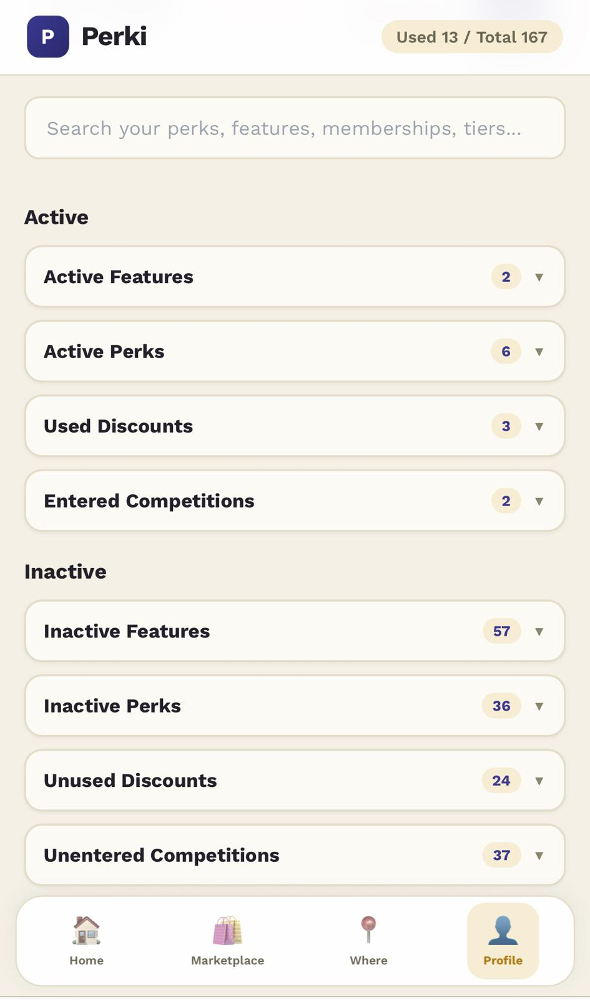 P Perki
Used 13 / Total 167
Search your perks, features, memberships, tiers...
Active
Active Features 2 ▼
Active Perks 6 ▼
Used Discounts 3 ▼
Entered Competitions 2 ▼
Inactive
Inactive Features 57 ▼
Inactive Perks 36 ▼
Unused Discounts 24 ▼
Unentered Competitions 37 ▼
Home Marketplace Where Profile